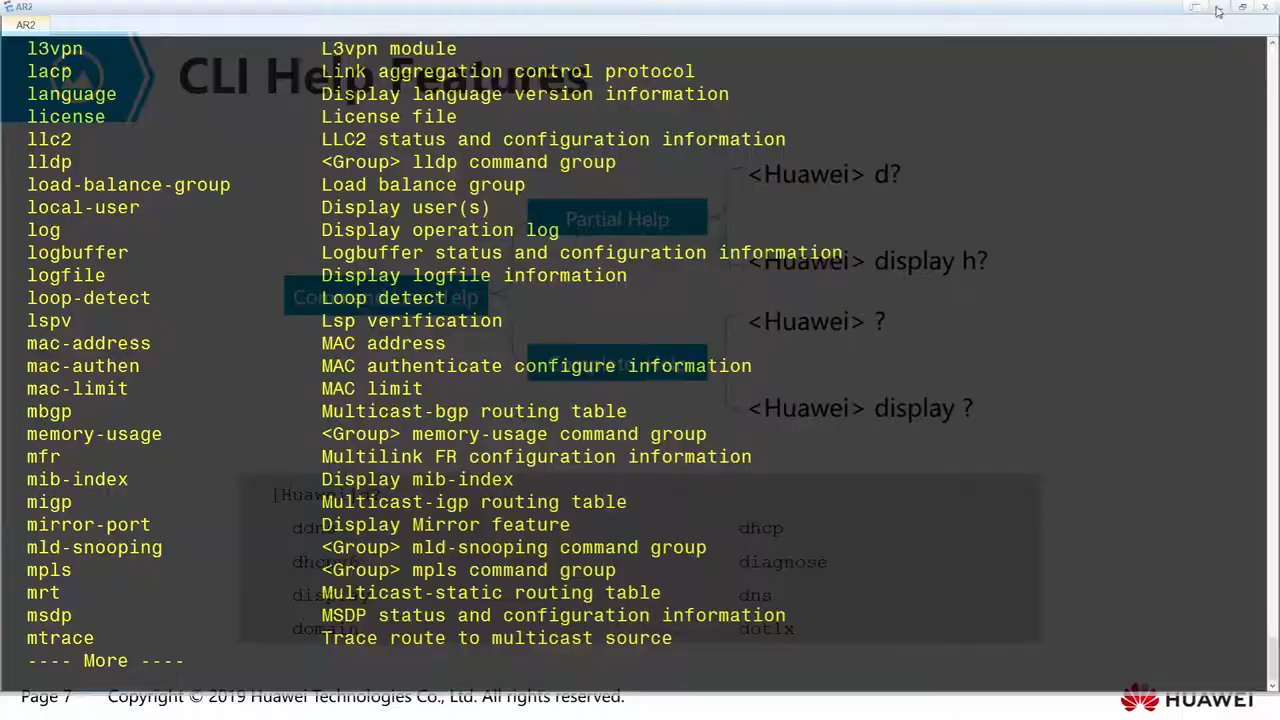 AR2
AR2
CLI Help Features
l3vpn L3vpn module
lacp Link aggregation control protocol
language Display language version information
license License file
llc2 LLC2 status and configuration information
lldp <Group> lldp command group
load-balance-group Load balance group
local-user Display user(s)
log Display operation log
logbuffer Logbuffer status and configuration information
logfile Display logfile information
loop-detect Loop detect
lspv Lsp verification
mac-address MAC address
mac-authen MAC authenticate configure information
mac-limit MAC limit
mbgp Multicast-bgp routing table
memory-usage <Group> memory-usage command group
mfr Multilink FR configuration information
mib-index Display mib-index
migp Multicast-igp routing table
mirror-port Display Mirror feature
mld-snooping <Group> mld-snooping command group
mpls <Group> mpls command group
mrt Multicast-static routing table
msdp MSDP status and configuration information
mtrace Trace route to multicast source
---- More ----
Partial Help
<Huawei> d?
<Huawei> display h?
<Huawei> ?
<Huawei> display ?
dhcp
diagnose
display dns
domain dot1x
Page 7 Copyright © 2019 Huawei Technologies Co., Ltd. All rights reserved.
HUAWEI